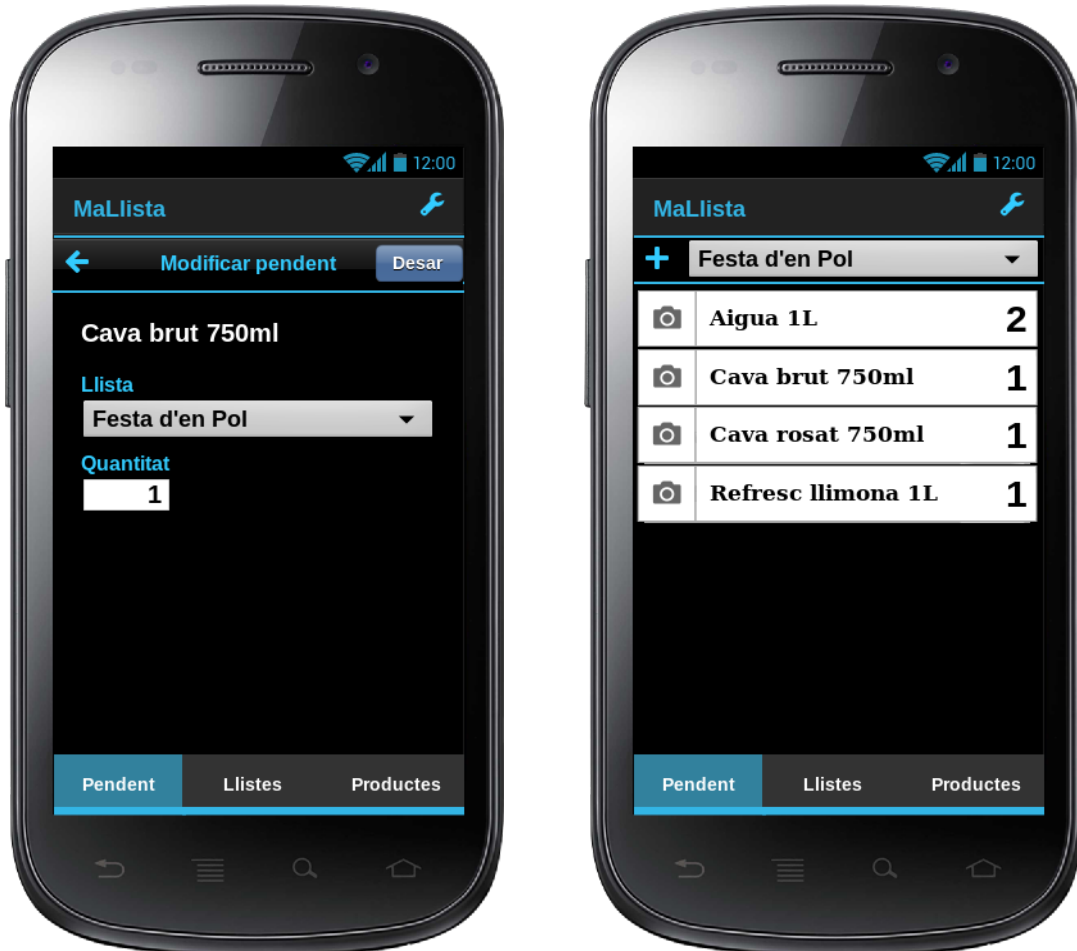 12:00
MaLlista
Modificar pendent Desar
Cava brut 750ml
Llista
Festa d'en Pol
Quantitat
1
Pendent Llistes Productes
12:00
MaLlista
Festa d'en Pol
Aigua 1L 2
Cava brut 750ml 1
Cava rosat 750ml 1
Refresc llimona 1L 1
Pendent Llistes Productes